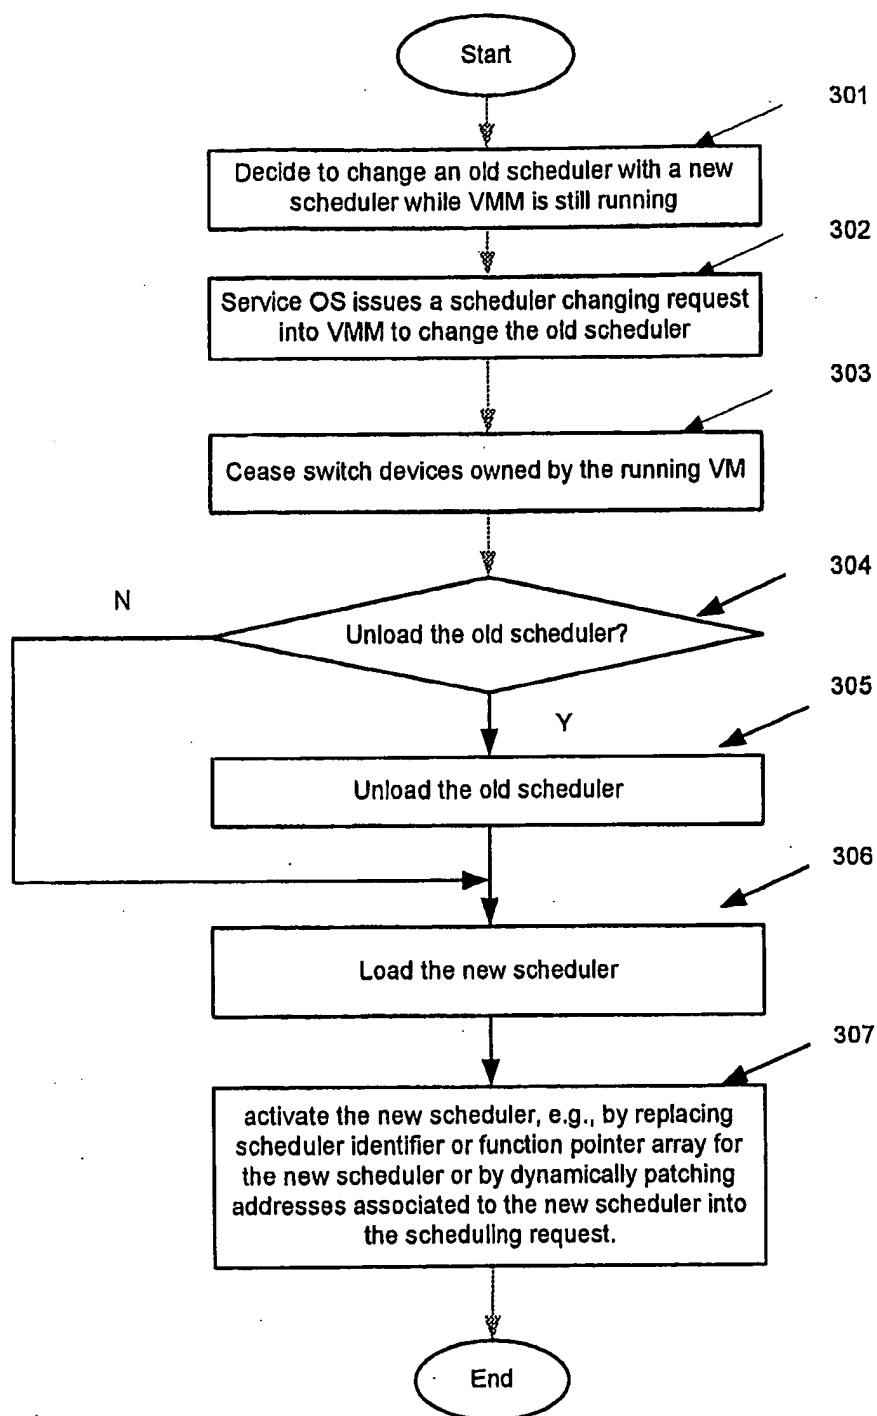 Start
301
Decide to change an old scheduler with a new
scheduler while VMM is still running
302
Service OS issues a scheduler changing request
into VMM to change the old scheduler
303
Cease switch devices owned by the running VM
304
N
Unload the old scheduler?
305
Y
Unload the old scheduler
306
Load the new scheduler
307
activate the new scheduler, e.g., by replacing
scheduler identifier or function pointer array for
the new scheduler or by dynamically patching
addresses associated to the new scheduler into
the scheduling request.
End